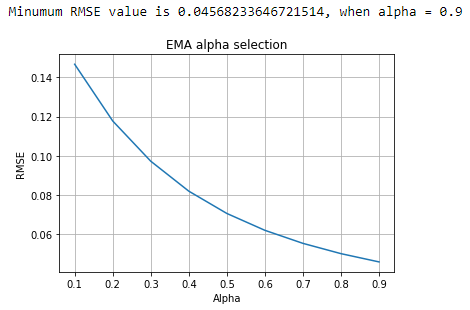 Minumum RMSE value is 0.04568233646721514, when alpha = 0.9
EMA alpha selection
0.14
0.12
0.10
0.08
0.06
RMSE
0.1 0.2 0.3 0.4 0.5 0.6 0.7 0.8 0.9
Alpha